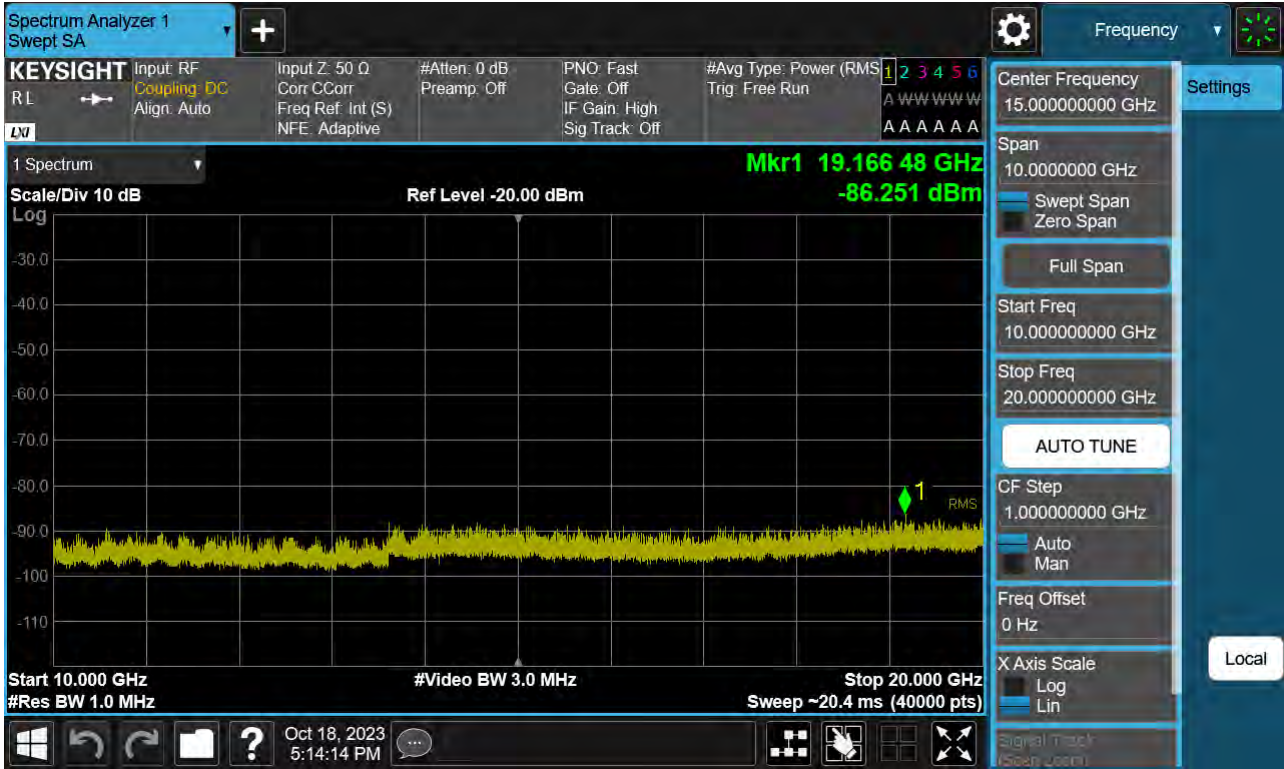 Spectrum Analyzer 1
Swept SA
+
Frequency
KEYSIGHT
R L
LXI
Input: RF
Coupling: DC
Align: Auto
Input Z: 50 Ω
Corr CCorr
Freq Ref: Int (S)
NFE: Adaptive
#Atten: 0 dB
Preamp: Off
PNO: Fast
Gate: Off
IF Gain: High
Sig Track: Off
#Avg Type: Power (RMS
Trig: Free Run
1 2 3 4 5 6
A W W W W W
A A A A A A
1 Spectrum
Mkr1 19.166 48 GHz
Scale/Div 10 dB
Ref Level -20.00 dBm
-86.251 dBm
Log
-30.0
-40.0
-50.0
-60.0
-70.0
-80.0
1
RMS
-90.0
-100
-110
Start 10.000 GHz
#Video BW 3.0 MHz
Stop 20.000 GHz
#Res BW 1.0 MHz
Sweep ~20.4 ms (40000 pts)
Center Frequency
15.000000000 GHz
Settings
Span
10.0000000 GHz
Swept Span
Zero Span
Full Span
Start Freq
10.000000000 GHz
Stop Freq
20.000000000 GHz
AUTO TUNE
CF Step
1.000000000 GHz
Auto
Man
Freq Offset
0 Hz
X Axis Scale
Log
Lin
Local
Signal Track
(Span Zoom)
?
Oct 18, 2023
5:14:14 PM